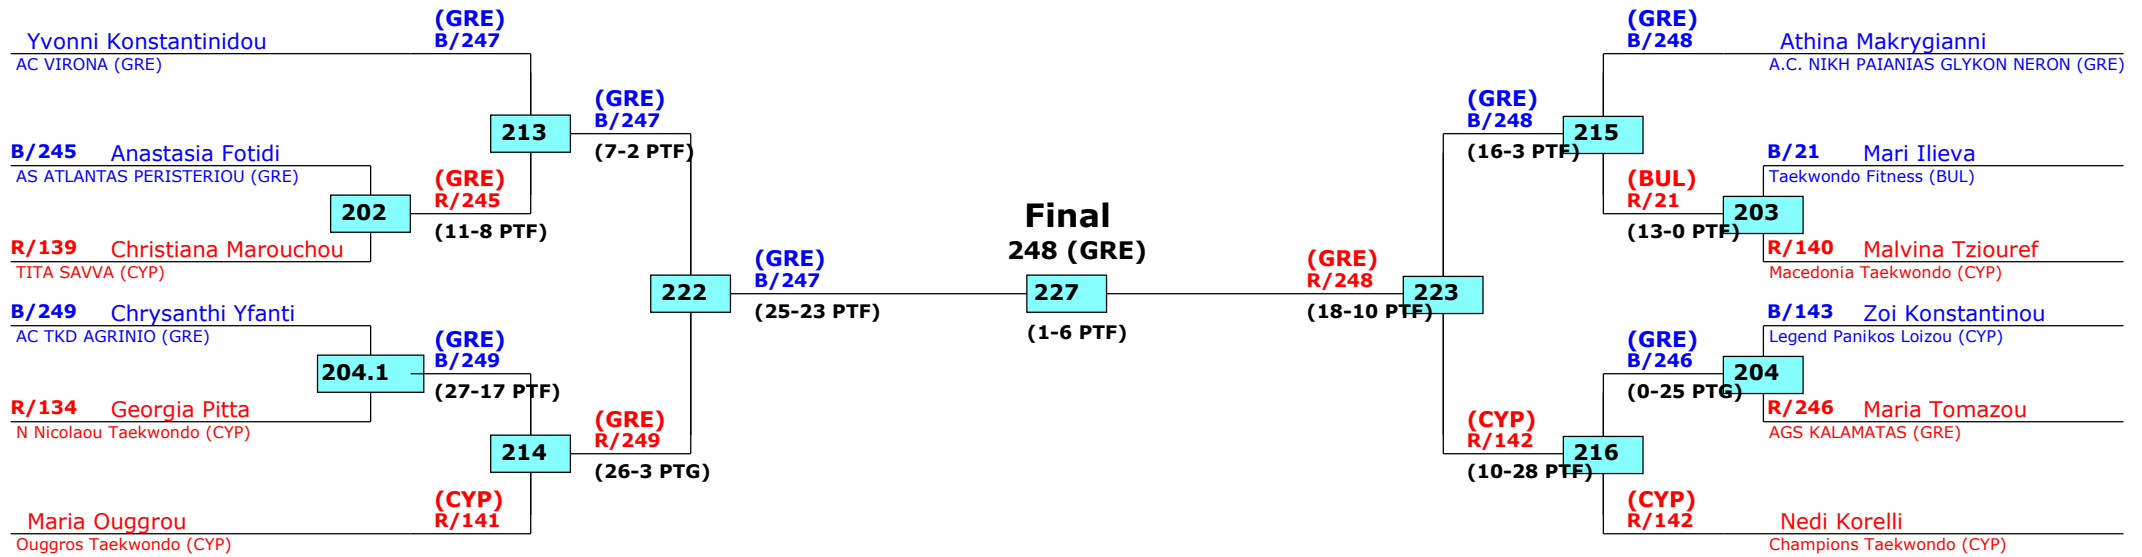 (GRE)
B/247
Yvonni Konstantinidou
AC VIRONA (GRE)
213
(GRE)
B/247
(7-2 PTF)
B/245 Anastasia Fotidi
AS ATLANTAS PERISTERIOU (GRE)
202
(GRE)
R/245
(11-8 PTF)
R/139 Christiana Marouchou
TITA SAVVA (CYP)
222
(GRE)
B/247
(25-23 PTF)
B/249 Chrysanthi Yfanti
AC TKD AGRINIO (GRE)
204.1
(GRE)
B/249
(27-17 PTF)
R/134 Georgia Pitta
N Nicolaou Taekwondo (CYP)
214
(GRE)
R/249
(26-3 PTG)
(CYP)
R/141
Maria Ouggrou
Ouggros Taekwondo (CYP)
Final
248 (GRE)
227
(1-6 PTF)
(GRE)
R/248
(18-10 PTF)
223
(GRE)
B/248
Athina Makrygianni
A.C. NIKH PAIANIAS GLYKON NERON (GRE)
(GRE)
B/248
(16-3 PTF)
215
B/21 Mari Ilieva
Taekwondo Fitness (BUL)
(BUL)
R/21
(13-0 PTF)
203
R/140 Malvina Tziouref
Macedonia Taekwondo (CYP)
B/143 Zoi Konstantinou
Legend Panikos Loizou (CYP)
(GRE)
B/246
(0-25 PTG)
204
R/246 Maria Tomazou
AGS KALAMATAS (GRE)
(CYP)
R/142
(10-28 PTF)
216
(CYP)
R/142
Nedi Korelli
Champions Taekwondo (CYP)